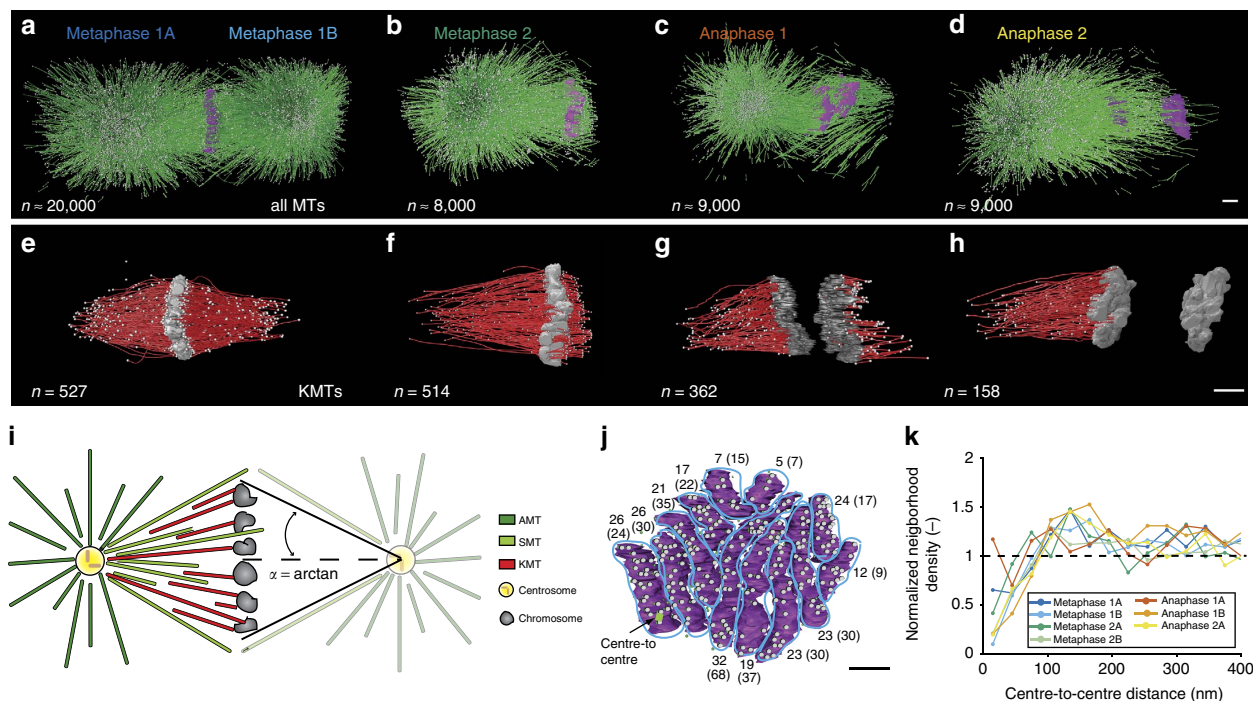 a Metaphase 1A Metaphase 1B
n ≈ 20,000 all MTs
b Metaphase 2
n ≈ 8,000
c Anaphase 1
n ≈ 9,000
d Anaphase 2
n ≈ 9,000
e
n = 527 KMTs
f
n = 514
g
n = 362
h
n = 158
i
α = arctan
AMT
SMT
KMT
Centrosome
Chromosome
j
7 (15)
5 (7)
17
(22)
21
(35)
26
(30)
26
(24)
24 (17)
12 (9)
23 (30)
23 (30)
19
(37)
32
(68)
Centre-to
centre
k
Normalized neigborhood
density (–)
2
1.5
1
0.5
0
Metaphase 1A
Metaphase 1B
Metaphase 2A
Metaphase 2B
Anaphase 1A
Anaphase 1B
Anaphase 2A
0 100 200 300 400
Centre-to-centre distance (nm)